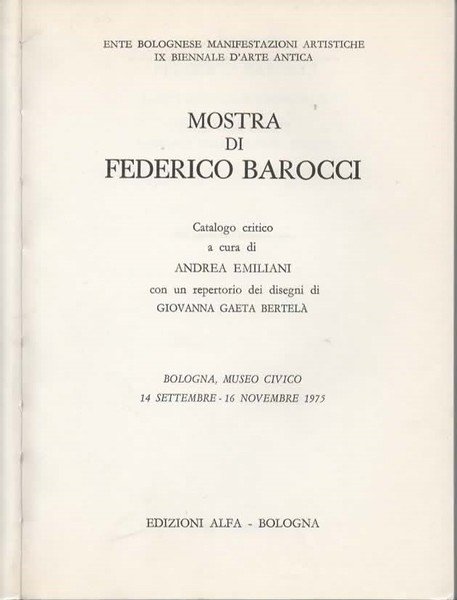 ENTE BOLOGNESE MANIFESTAZIONI ARTISTICHE
IX BIENNALE D'ARTE ANTICA
MOSTRA
DI
FEDERICO BAROCCI
Catalogo critico
a cura di
ANDREA EMILIANI
con un repertorio dei disegni di
GIOVANNA GAETA BERTELÀ
BOLOGNA, MUSEO CIVICO
14 SETTEMBRE - 16 NOVEMBRE 1975
EDIZIONI ALFA - BOLOGNA